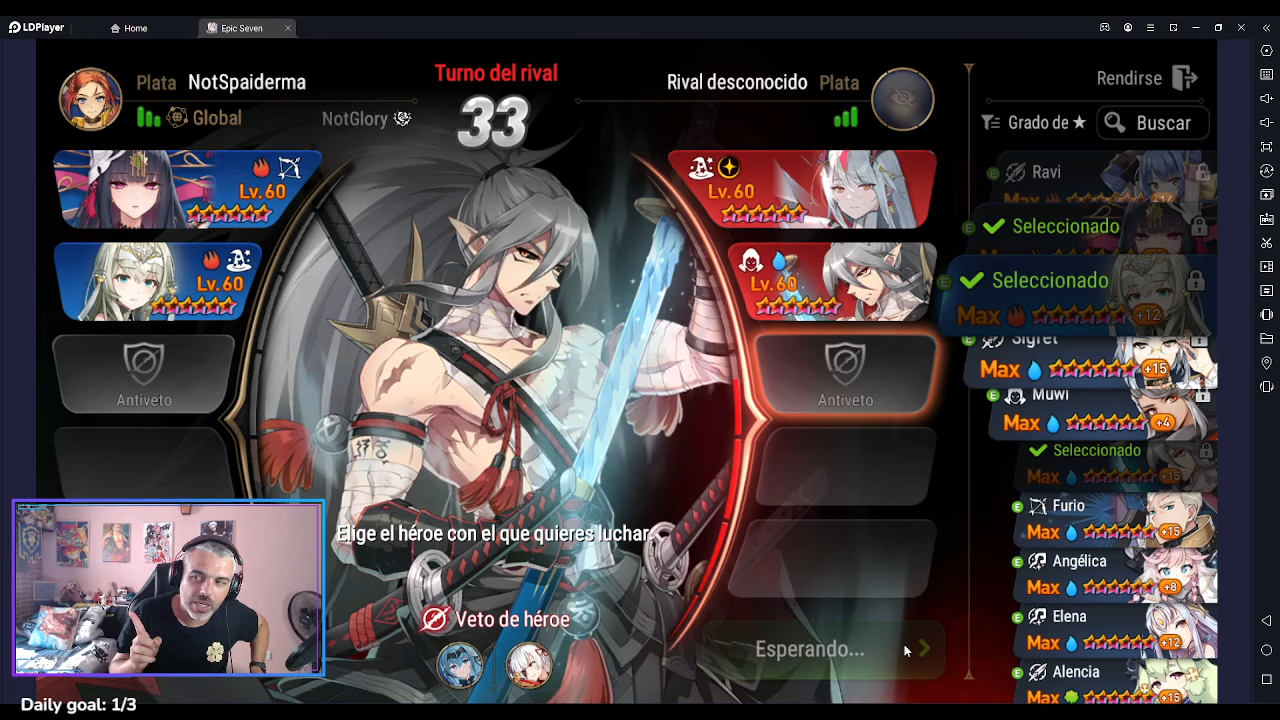 LDPlayer
Home
Epic Seven
Plata NotSpaiderma
Global
NotGlory
Turno del rival
33
Rival desconocido Plata
Rendirse
Grado de ★
Buscar
Lv.60
Lv.60
Antiveto
Lv.60
Lv.60
Antiveto
Elige el héroe con el que quieres luchar.
Veto de héroe
Esperando...
Ravi
Max
E Seleccionado
E Seleccionado
Max +12
E Sigret
Max +15
E Muwi
Max +4
Seleccionado
Max +15
E Furio
Max +15
E Angélica
Max +8
E Elena
Max +12
E Alencia
Max +15
Daily goal: 1/3